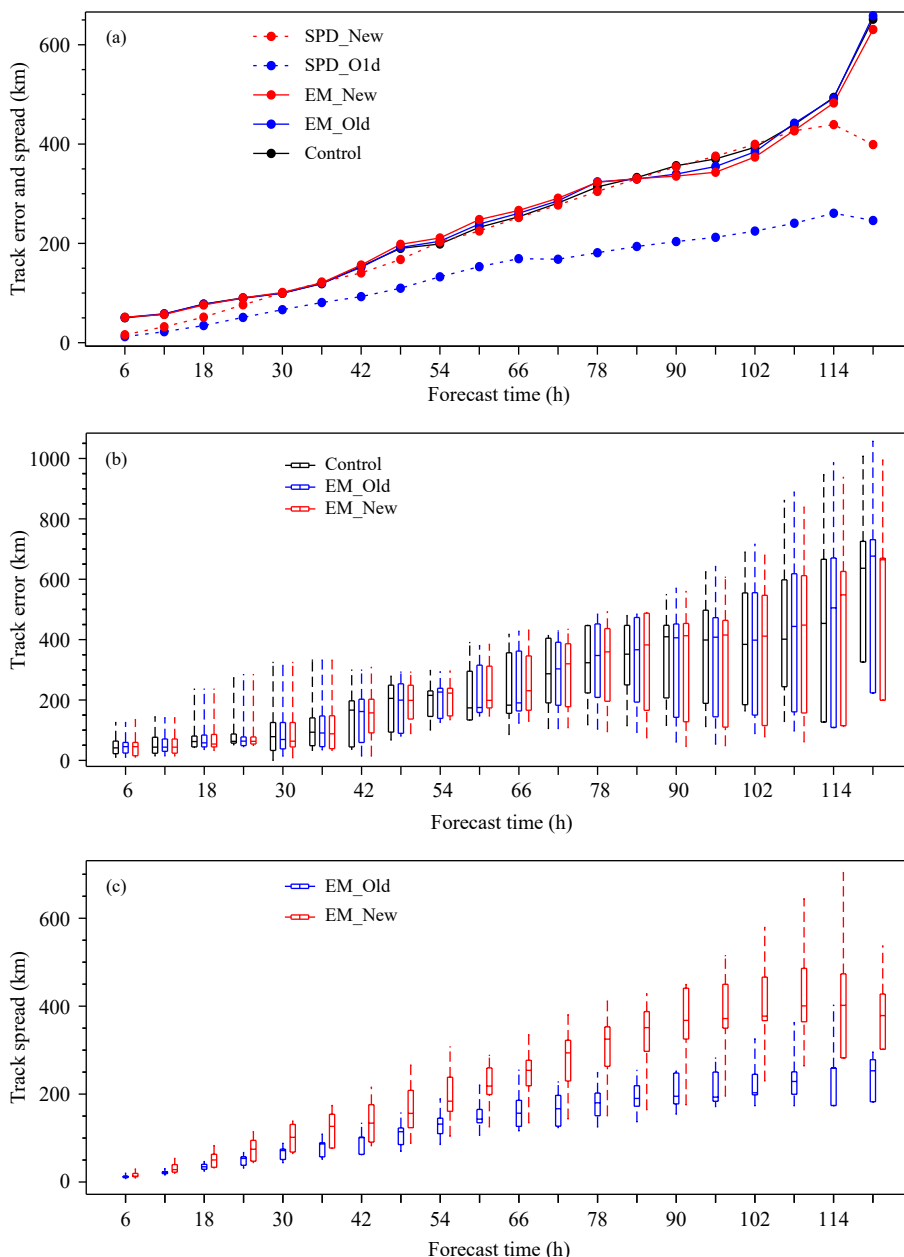 (a)
SPD_New
SPD_O1d
EM_New
EM_Old
Control
Track error and spread (km)
600
400
200
0
6 18 30 42 54 66 78 90 102 114
Forecast time (h)
(b)
Control
EM_Old
EM_New
Track error (km)
1000
800
600
400
200
0
6 18 30 42 54 66 78 90 102 114
Forecast time (h)
(c)
EM_Old
EM_New
Track spread (km)
600
400
200
0
6 18 30 42 54 66 78 90 102 114
Forecast time (h)